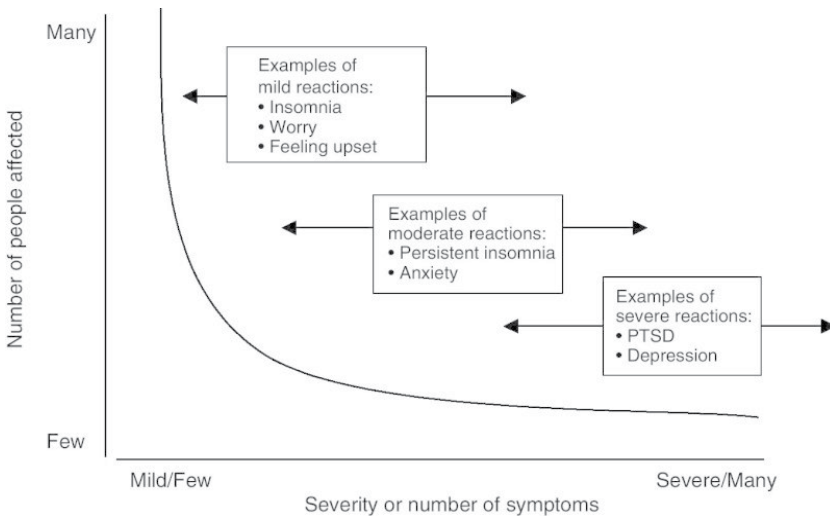 Many
Examples of
mild reactions:
• Insomnia
• Worry
• Feeling upset
Examples of
moderate reactions:
• Persistent insomnia
• Anxiety
Examples of
severe reactions:
• PTSD
• Depression
Number of people affected
Few
Mild/Few
Severe/Many
Severity or number of symptoms